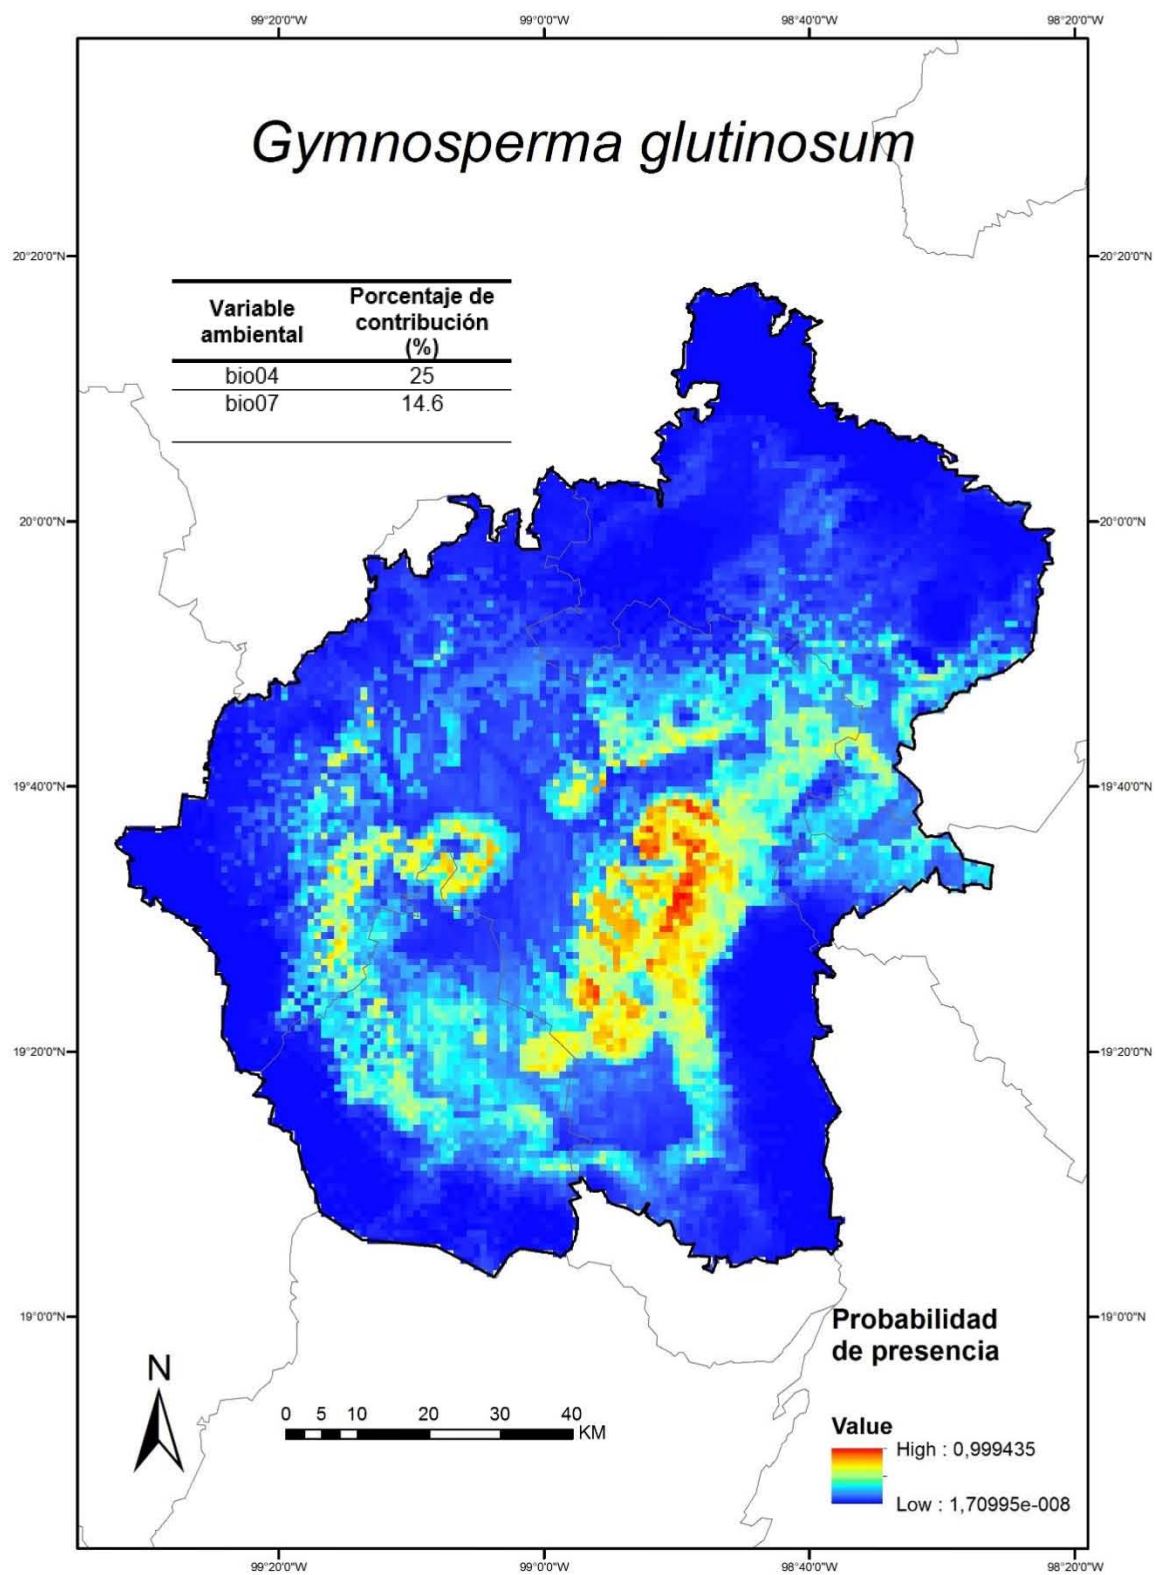 99°20'0"W 99°0'0"W 98°40'0"W 98°20'0"W
Gymnosperma glutinosum
20°20'0"N 20°20'0"N
Variable ambiental Porcentaje de contribución (%)
bio04 25
bio07 14.6
20°0'0"N 20°0'0"N
19°40'0"N 19°40'0"N
19°20'0"N 19°20'0"N
19°0'0"N 19°0'0"N
Probabilidad
de presencia
N
0 5 10 20 30 40
KM
Value
High : 0,999435
Low : 1,70995e-008
99°20'0"W 99°0'0"W 98°40'0"W 98°20'0"W